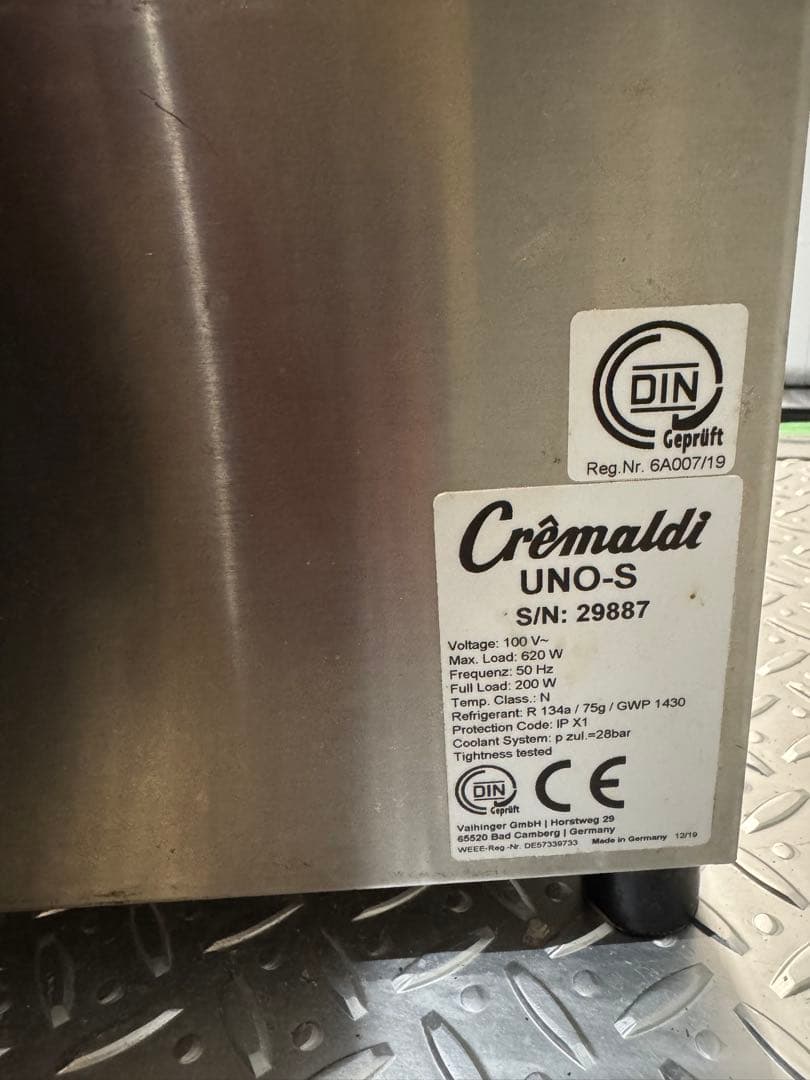 DIN
Geprüft
Reg.Nr. 6A007/19
Crêmaldi
UNO-S
S/N: 29887
Voltage: 100 V~
Max. Load: 620 W
Frequenz: 50 Hz
Full Load: 200 W
Temp. Class.: N
Refrigerant: R 134a / 75g / GWP 1430
Protection Code: IP X1
Coolant System: p zul.=28bar
Tightness tested
DIN
Geprüft
CE
Vaihinger GmbH | Horstweg 29
65520 Bad Camberg | Germany
WEEE-Reg.-Nr. DE57339733 Made in Germany 12/19